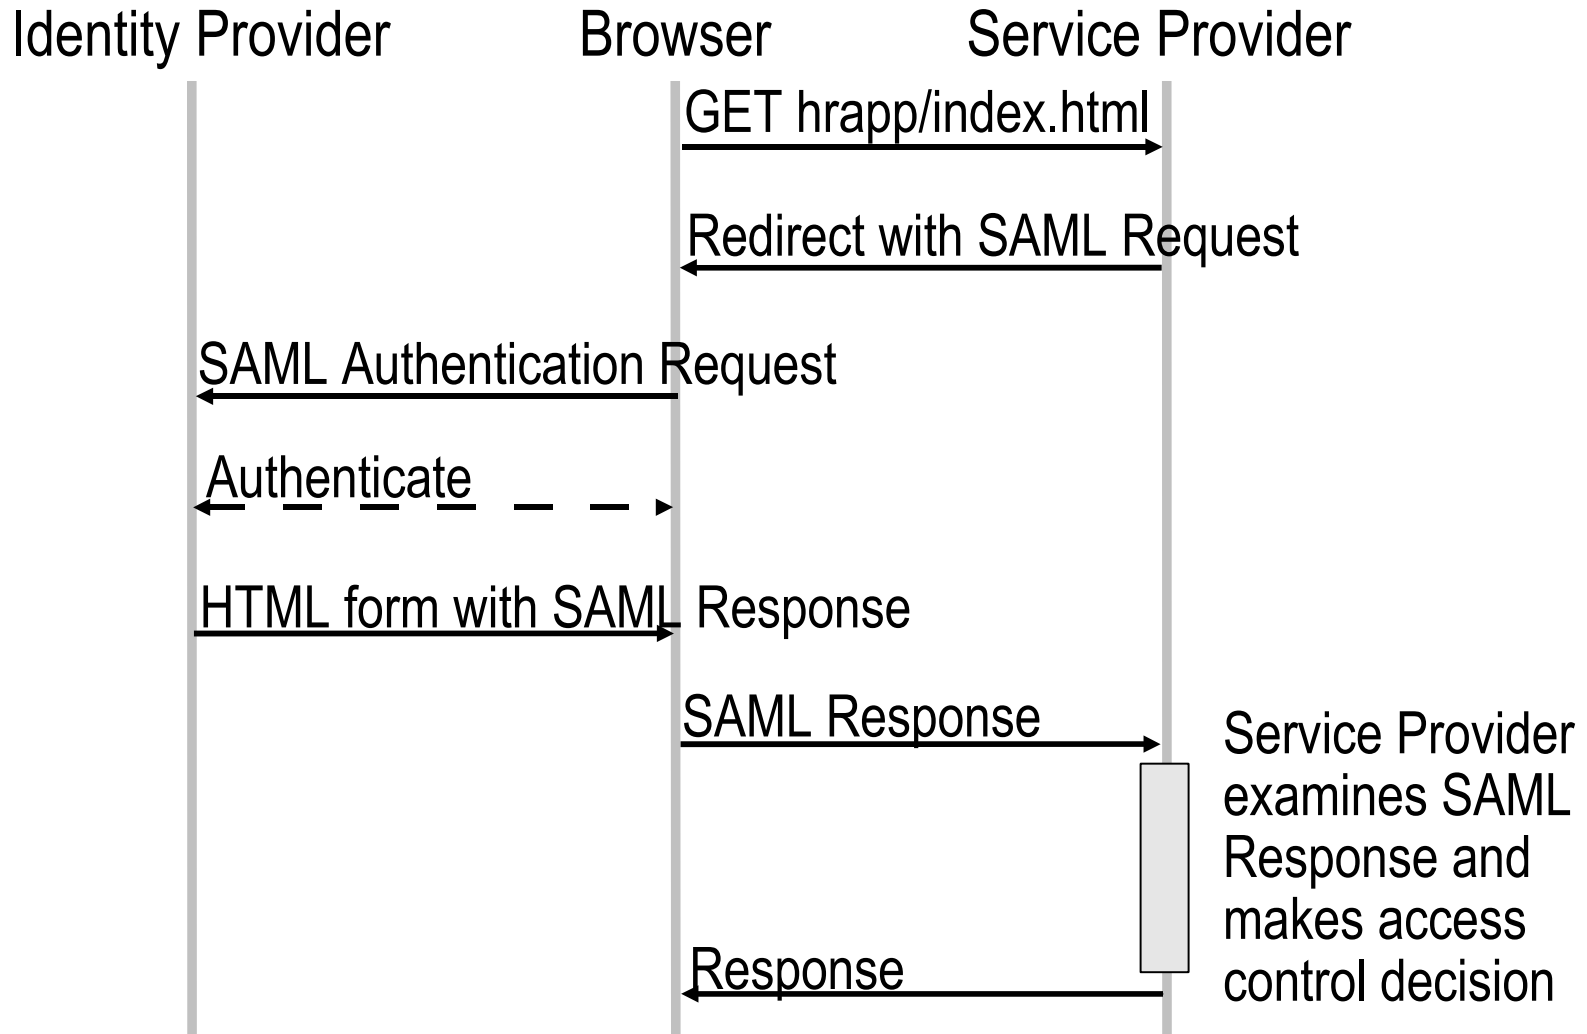 Identity Provider
Browser
Service Provider
GET hrapp/index.html
Redirect with SAML Request
SAML Authentication Request
Authenticate
HTML form with SAML Response
SAML Response
Service Provider
examines SAML
Response and
makes access
control decision
Response